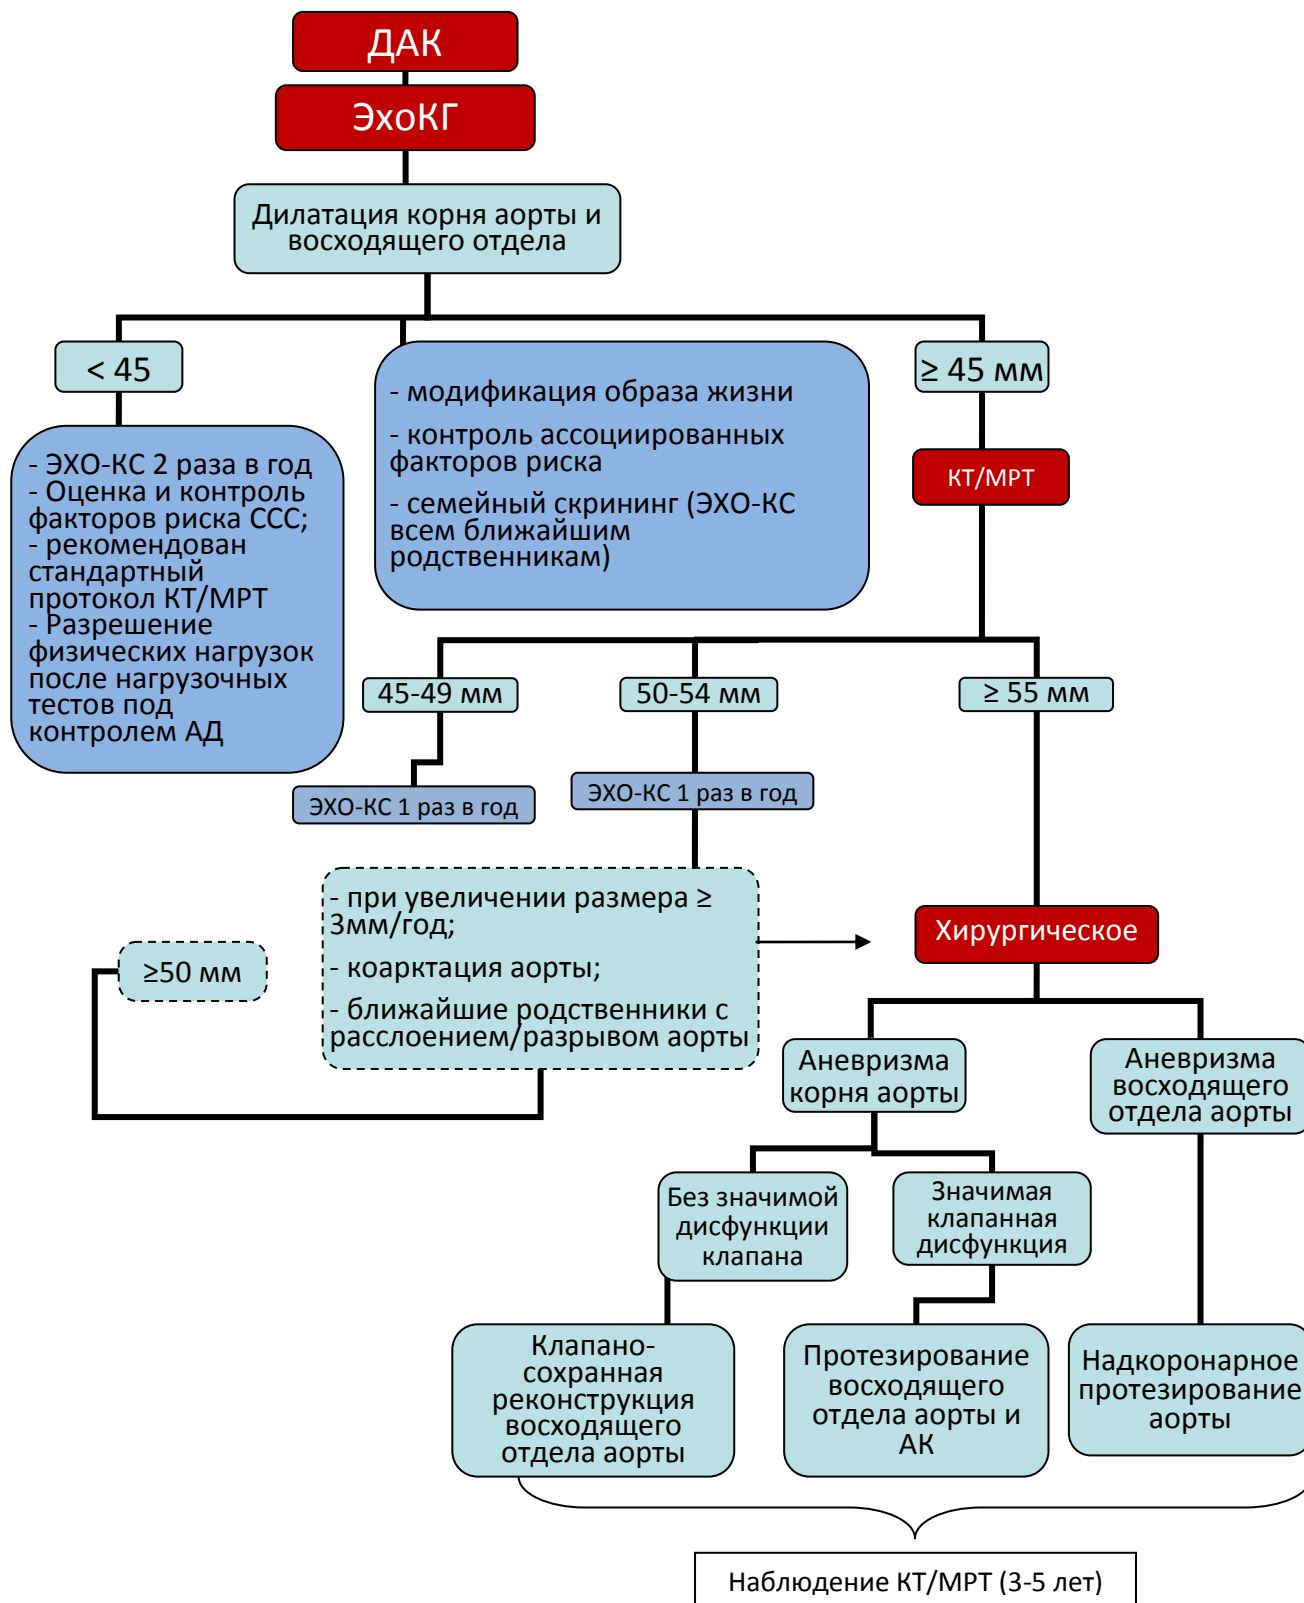 ДАК
ЭхоКГ
Дилатация корня аорты и
восходящего отдела
< 45
- ЭХО-КС 2 раза в год
- Оценка и контроль
факторов риска ССС;
- рекомендован
стандартный
протокол КТ/МРТ
- Разрешение
физических нагрузок
после нагрузочных
тестов под
контролем АД
- модификация образа жизни
- контроль ассоциированных
факторов риска
- семейный скрининг (ЭХО-КС
всем ближайшим
родственникам)
≥ 45 мм
КТ/МРТ
45-49 мм
50-54 мм
≥ 55 мм
ЭХО-КС 1 раз в год
ЭХО-КС 1 раз в год
- при увеличении размера ≥
3мм/год;
- коарктация аорты;
- ближайшие родственники с
расслоением/разрывом аорты
≥50 мм
Хирургическое
Аневризма
корня аорты
Аневризма
восходящего
отдела аорты
Без значимой
дисфункции
клапана
Значимая
клапанная
дисфункция
Клапано-
сохранная
реконструкция
восходящего
отдела аорты
Протезирование
восходящего
отдела аорты и
АК
Надкоронарное
протезирование
аорты
Наблюдение КТ/МРТ (3-5 лет)